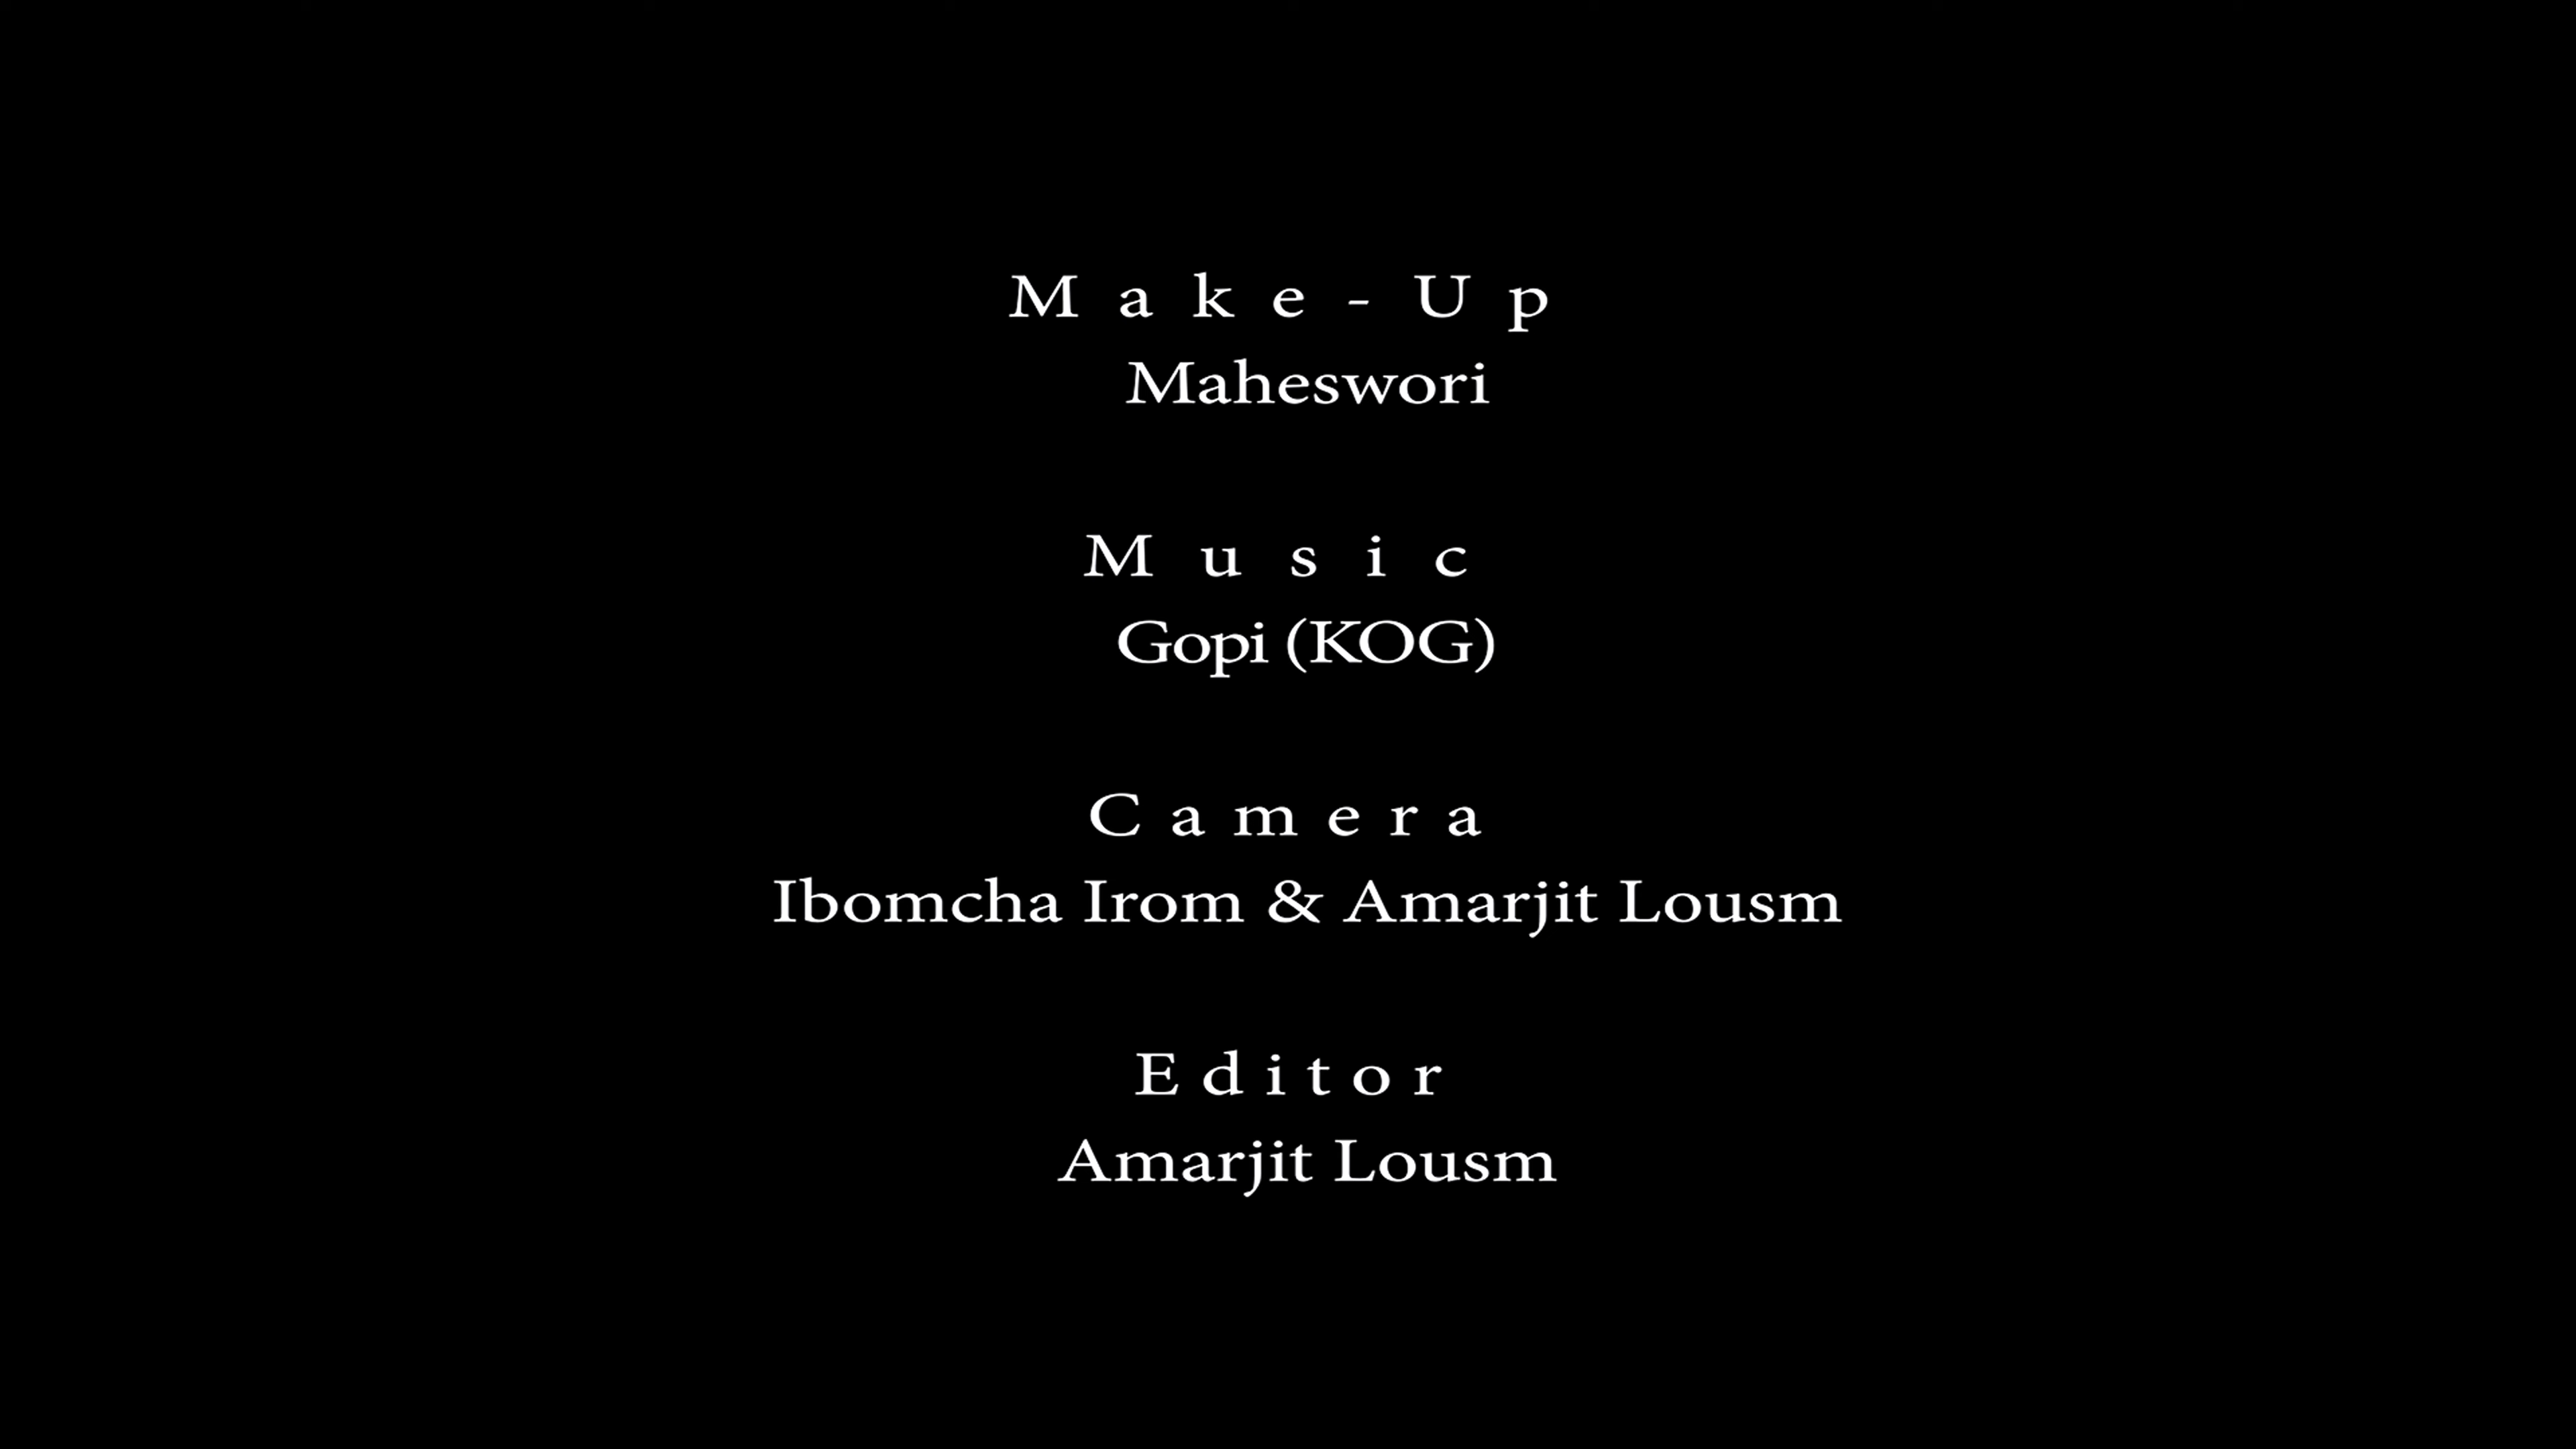 Make-Up
Maheswori
Music
Gopi (KOG)
Camera
Ibomcha Irom & Amarjit Lousm
Editor
Amarjit Lousm